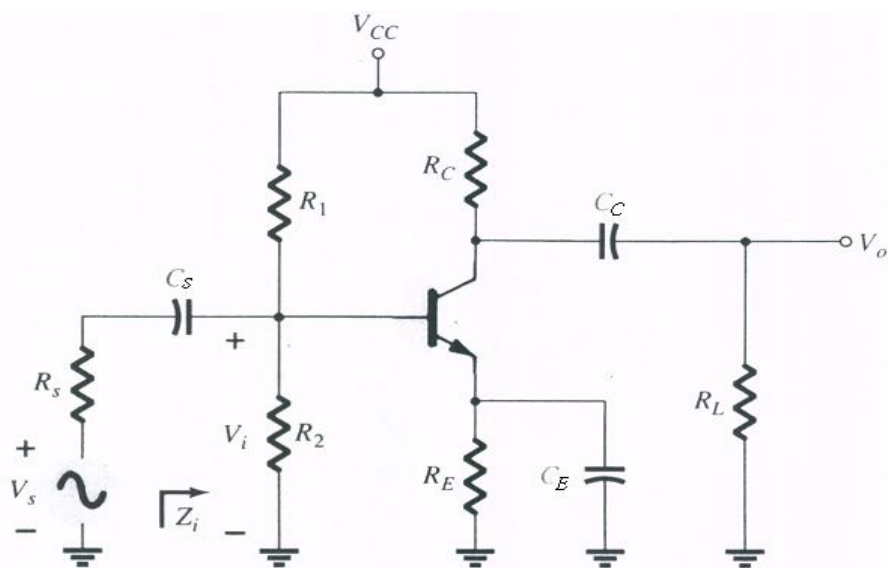 V_CC
R_C
R_1
C_C
V_o
C_S
+
R_s
R_L
V_i
R_2
+
R_E
C_E
V_s
Z_i
−
−